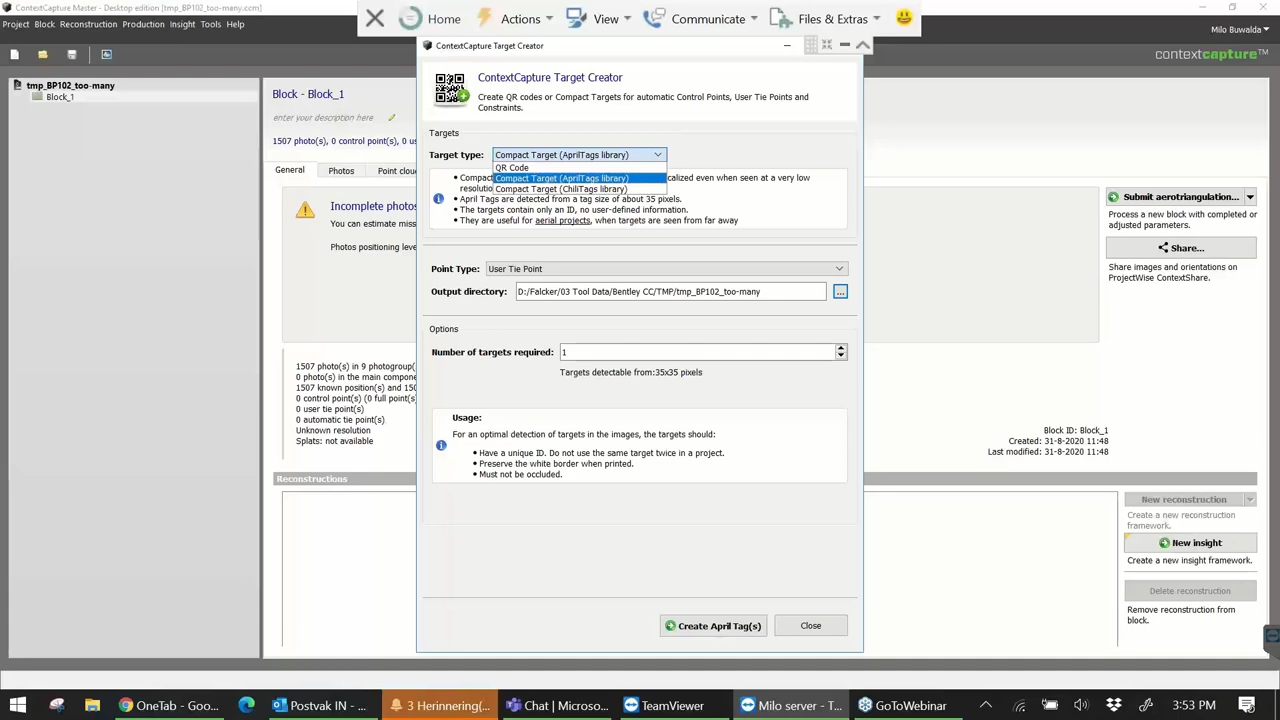 ContextCapture Master - Desktop edition [tmp_BP102_too-many.ccm]
Home
Actions
View
Communicate
Files & Extras
Project Block Reconstruction Production Insight Tools Help
Milo Buwalda
contextcapture™
tmp_BP102_too-many
Block_1
Block - Block_1
enter your description here
1507 photo(s), 0 control point(s), 0 us
General
Photos
Point cloud
Incomplete photos
You can estimate miss
Photos positioning level
1507 photo(s) in 9 photogroup(
0 photo(s) in the main compone
1507 known position(s) and 150
0 control point(s) (0 full point(s)
0 user tie point(s)
0 automatic tie point(s)
Unknown resolution
Splats: not available
Reconstructions
ContextCapture Target Creator
ContextCapture Target Creator
Create QR codes or Compact Targets for automatic Control Points, User Tie Points and
Constraints.
Targets
Target type:
Compact Target (AprilTags library)
QR Code
Compact Target (AprilTags library)
Compact Target (ChiliTags library)
Compac
calized even when seen at a very low
resolutio
April Tags are detected from a tag size of about 35 pixels.
The targets contain only an ID, no user-defined information.
They are useful for aerial projects, when targets are seen from far away
Point Type: User Tie Point
Output directory: D:/Falcker/03 Tool Data/Bentley CC/TMP/tmp_BP102_too-many
...
Options
Number of targets required: 1
Targets detectable from:35x35 pixels
Usage:
For an optimal detection of targets in the images, the targets should:
Have a unique ID. Do not use the same target twice in a project.
Preserve the white border when printed.
Must not be occluded.
Create April Tag(s)
Close
Submit aerotriangulation...
Process a new block with completed or
adjusted parameters.
Share...
Share images and orientations on
ProjectWise ContextShare.
Block ID: Block_1
Created: 31-8-2020 11:48
Last modified: 31-8-2020 11:48
New reconstruction
Create a new reconstruction
framework.
New insight
Create a new insight framework.
Delete reconstruction
Remove reconstruction from
block.
OneTab - Goo...
Postvak IN - ...
3 Herinnering(...
Chat | Microso...
TeamViewer
Milo server - T...
GoToWebinar
3:53 PM